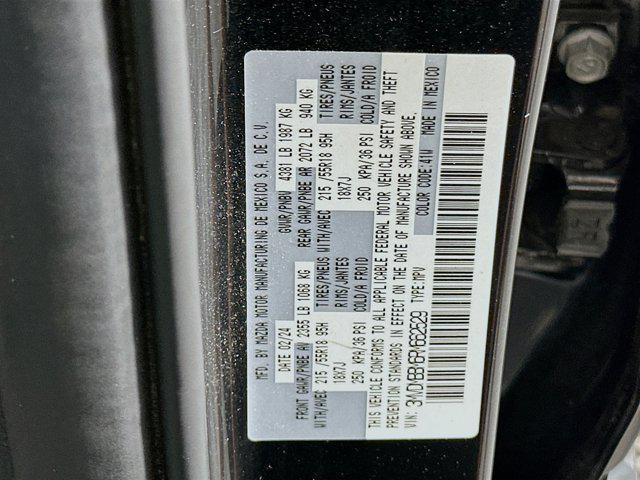 MFD. BY MAZDA MOTOR MANUFACTURING DE MEXICO S.A. DE C.V.
DATE 02/24 GVWR/PNBV 4381 LB 1987 KG
FRONT GAWR/PNBE AV 2355 LB 1068 KG REAR GAWR/PNBE AR 2072 LB 940 KG
WITH/AVEC TIRES/PNEUS WITH/AVEC TIRES/PNEUS
215 /55R18 95H RIMS/JANTES 215 /55R18 95H RIMS/JANTES
18X7J COLD/A FROID 18X7J COLD/A FROID
250 KPA/36 PSI 250 KPA/36 PSI
THIS VEHICLE CONFORMS TO ALL APPLICABLE FEDERAL MOTOR VEHICLE SAFETY AND THEFT
PREVENTION STANDARDS IN EFFECT ON THE DATE OF MANUFACTURE SHOWN ABOVE.
VIN: TYPE:MPV COLOR CODE:41W MADE IN MEXICO